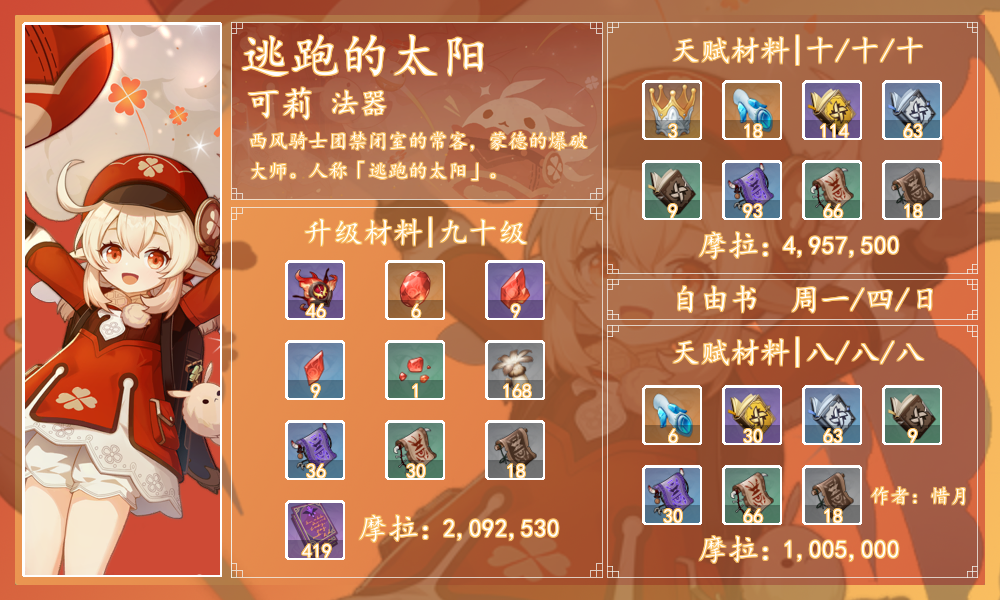 逃跑的太阳
可莉 法器
西风骑士团禁闭室的常客，蒙德的爆破
大师。人称「逃跑的太阳」。
升级材料|九十级
46 6 9
9 1 168
36 30 18
419
摩拉：2,092,530
天赋材料|十/十/十
3 18 114 63
9 93 66 18
摩拉：4,957,500
自由书 周一/四/日
天赋材料|八/八/八
6 30 63 9
30 66 18
作者：惜月
摩拉：1,005,000